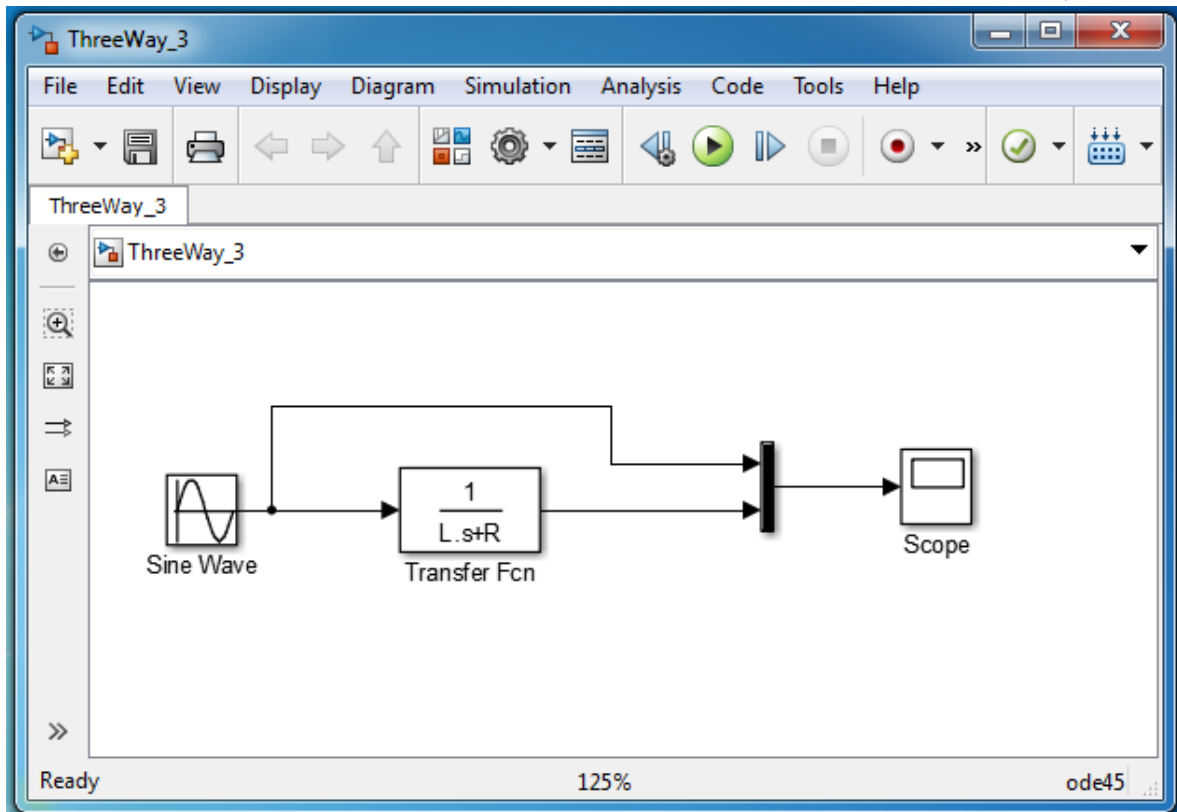 ThreeWay_3
File Edit View Display Diagram Simulation Analysis Code Tools Help
»
ThreeWay_3
ThreeWay_3
A
1
L.s+R
Sine Wave
Transfer Fcn
Scope
»
Ready 125% ode45